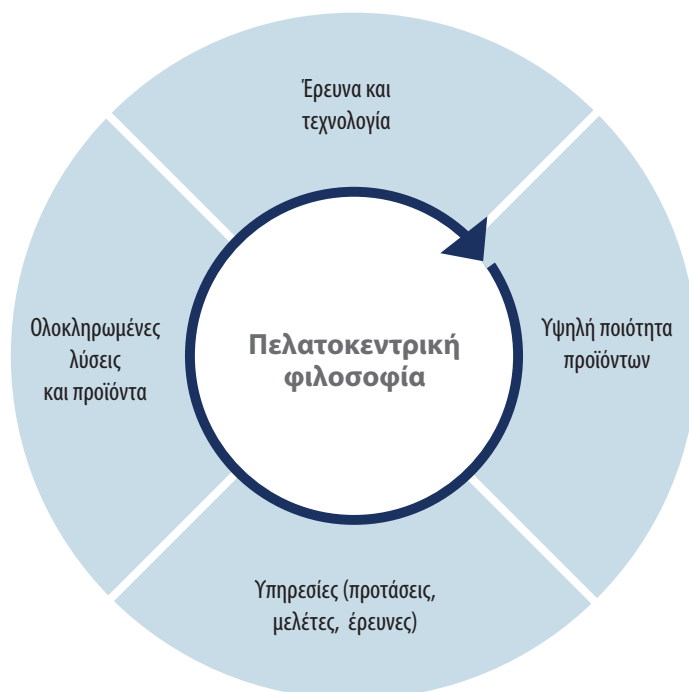 Έρευνα και
τεχνολογία
Ολοκληρωμένες
λύσεις
και προϊόντα
Πελατοκεντρική
φιλοσοφία
Υψηλή ποιότητα
προϊόντων
Υπηρεσίες (προτάσεις,
μελέτες, έρευνες)